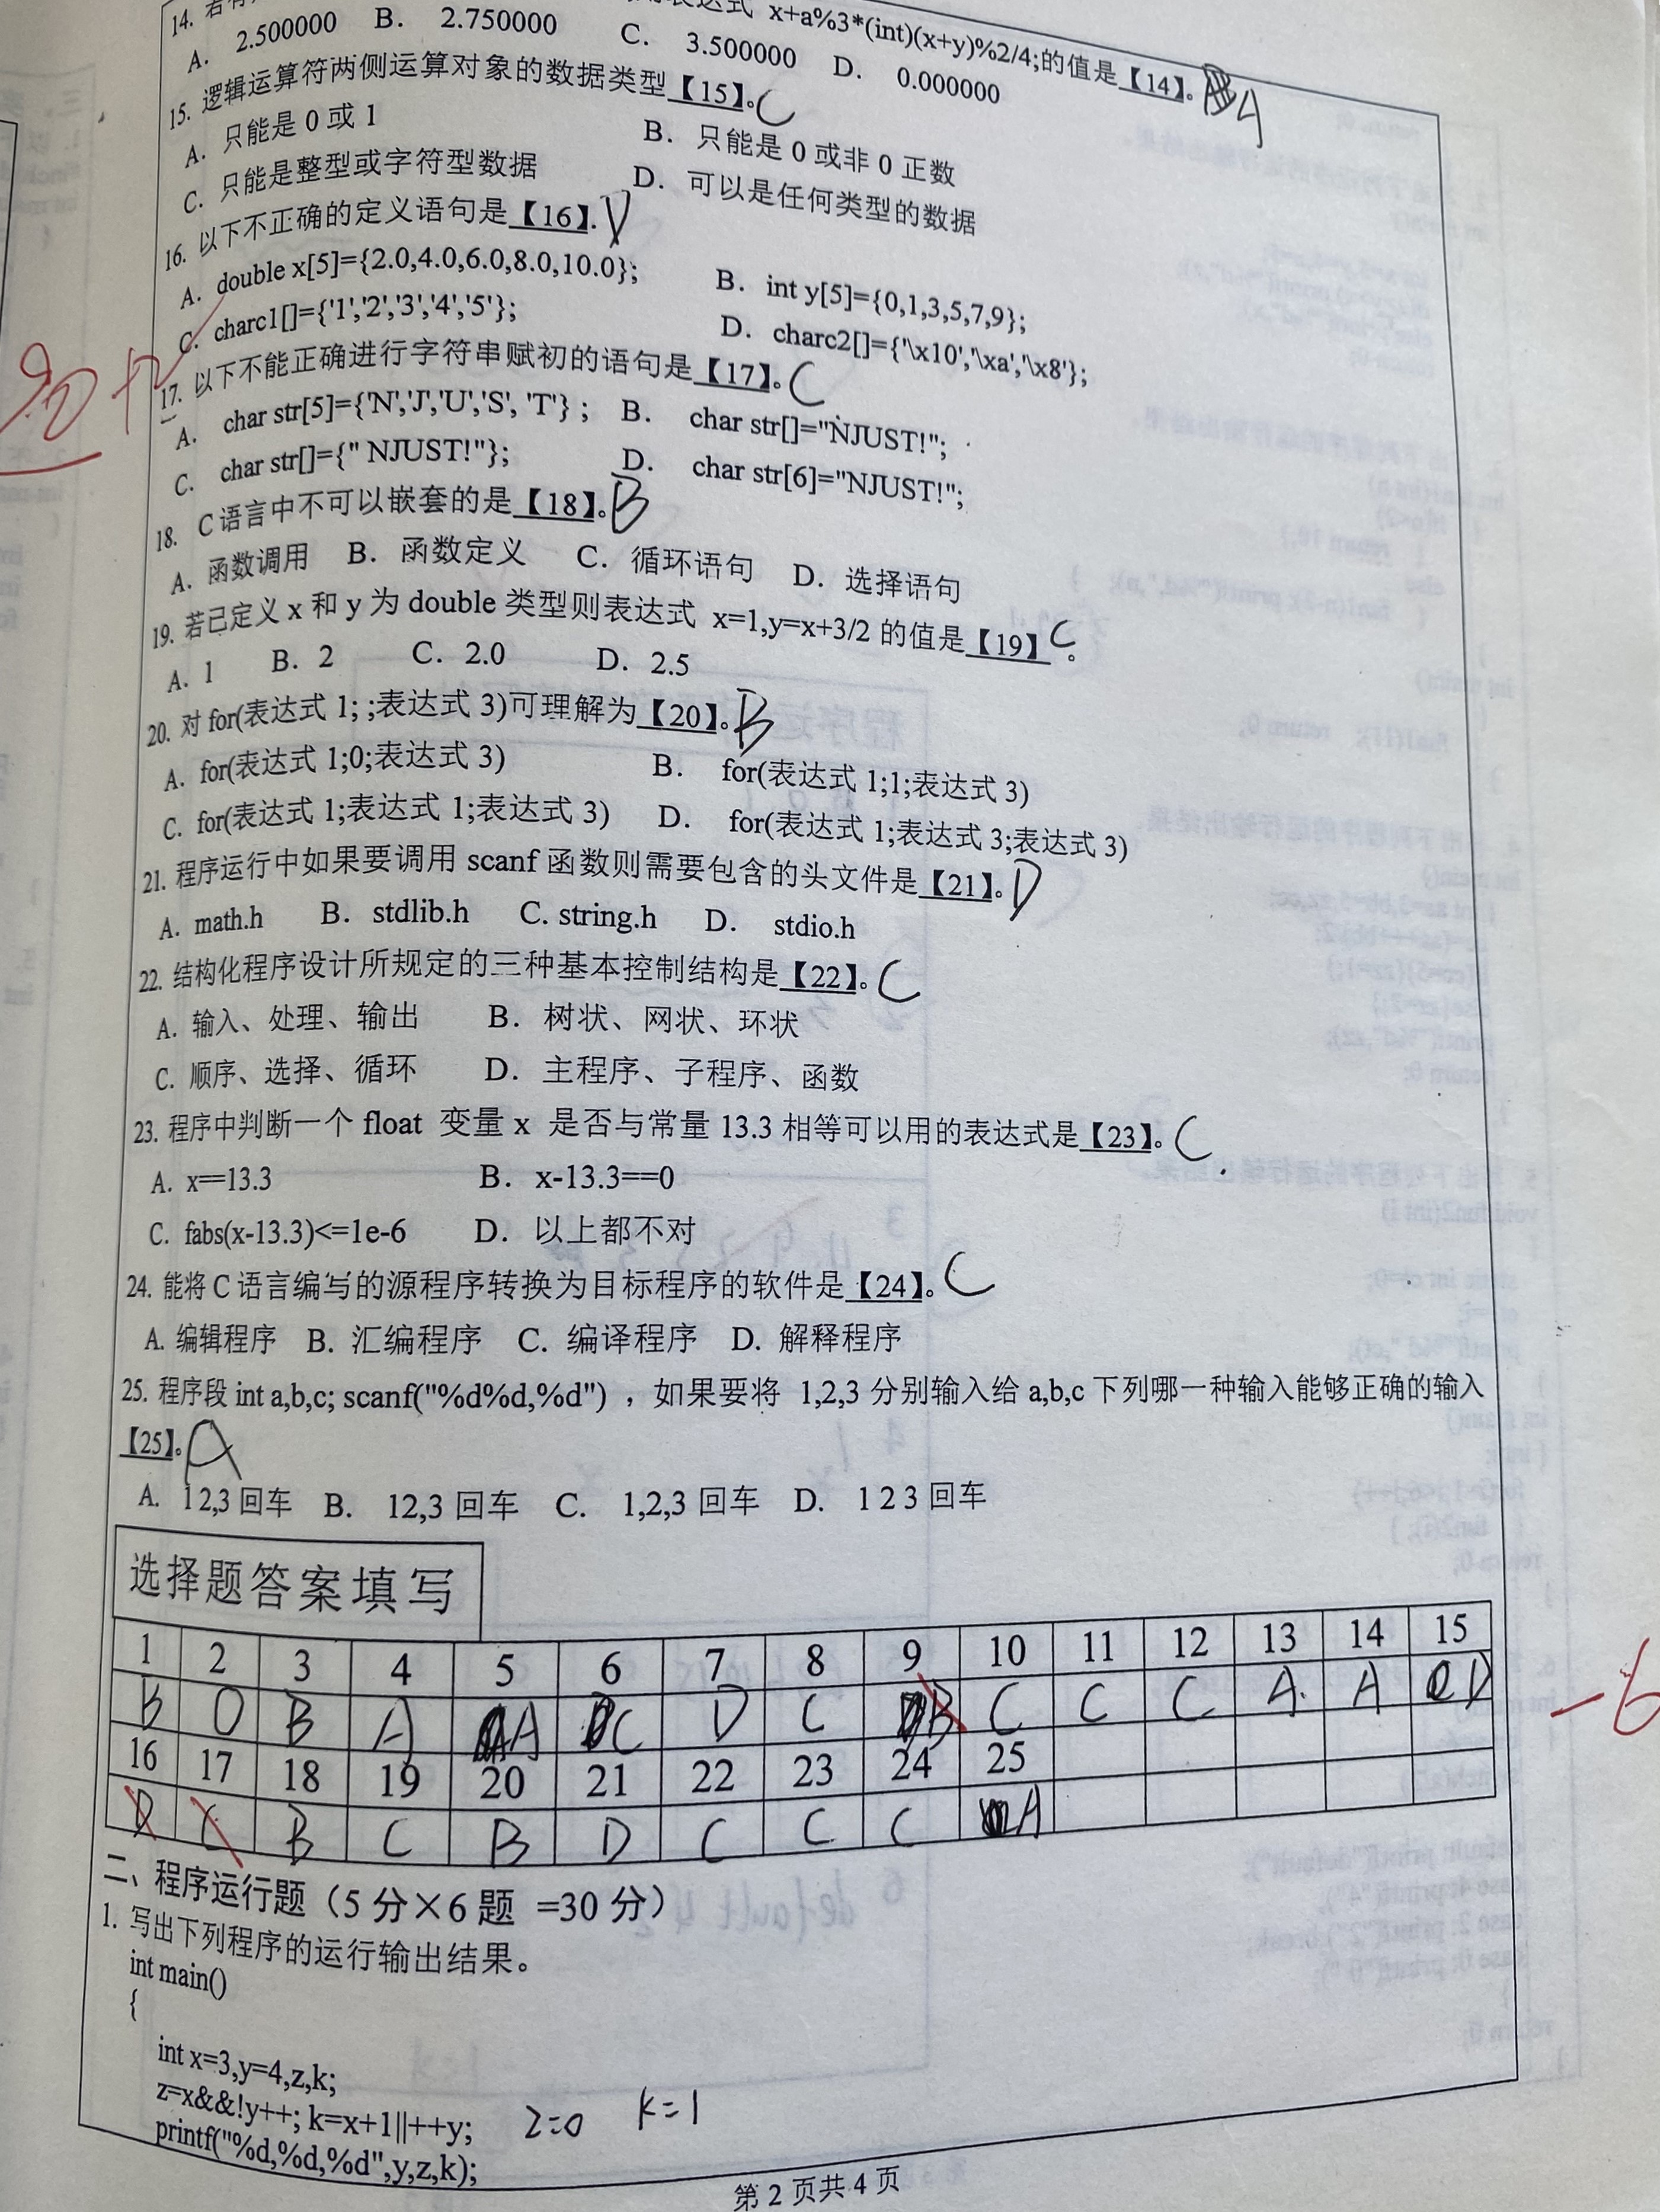 14. 若
表达式 x+a%3*(int)(x+y)%2/4;的值是【14】。A
A. 2.500000 B. 2.750000 C. 3.500000 D. 0.000000
15. 逻辑运算符两侧运算对象的数据类型【15】。C
A. 只能是 0 或 1 B. 只能是 0 或非 0 正数
C. 只能是整型或字符型数据 D. 可以是任何类型的数据
16. 以下不正确的定义语句是【16】. D
A. double x[5]={2.0,4.0,6.0,8.0,10.0}; B. int y[5]={0,1,3,5,7,9};
C. charc1[]={'1','2','3','4','5'}; D. charc2[]={'\x10','\xa','\x8'};
17. 以下不能正确进行字符串赋初的语句是【17】。C
A. char str[5]={'N','J','U','S', 'T'} ; B. char str[]="NJUST!";
C. char str[]={" NJUST!"}; D. char str[6]="NJUST!";
18. C 语言中不可以嵌套的是【18】。B
A. 函数调用 B. 函数定义 C. 循环语句 D. 选择语句
19. 若已定义 x 和 y 为 double 类型则表达式 x=1,y=x+3/2 的值是【19】C。
A. 1 B. 2 C. 2.0 D. 2.5
20. 对 for(表达式 1; ;表达式 3)可理解为【20】。B
A. for(表达式 1;0;表达式 3) B. for(表达式 1;1;表达式 3)
C. for(表达式 1;表达式 1;表达式 3) D. for(表达式 1;表达式 3;表达式 3)
21. 程序运行中如果要调用 scanf 函数则需要包含的头文件是【21】。D
A. math.h B. stdlib.h C. string.h D. stdio.h
22. 结构化程序设计所规定的三种基本控制结构是【22】。C
A. 输入、处理、输出 B. 树状、网状、环状
C. 顺序、选择、循环 D. 主程序、子程序、函数
23. 程序中判断一个 float 变量 x 是否与常量 13.3 相等可以用的表达式是【23】。C
A. x==13.3 B. x-13.3==0
C. fabs(x-13.3)<=1e-6 D. 以上都不对
24. 能将 C 语言编写的源程序转换为目标程序的软件是【24】。C
A. 编辑程序 B. 汇编程序 C. 编译程序 D. 解释程序
25. 程序段 int a,b,c; scanf("%d%d,%d") ，如果要将 1,2,3 分别输入给 a,b,c 下列哪一种输入能够正确的输入
【25】。A
A. 1 2,3 回车 B. 12,3 回车 C. 1,2,3 回车 D. 1 2 3 回车
选择题答案填写
1 2 3 4 5 6 7 8 9 10 11 12 13 14 15
B D B A A C D C B C C C A A D
-6
16 17 18 19 20 21 22 23 24 25
D C B C B D C C C A
二、程序运行题（5 分×6 题 =30 分）
1. 写出下列程序的运行输出结果。
int main()
{
int x=3,y=4,z,k;
z=x&&!y++; k=x+1||++y; z=0 k=1
printf("%d,%d,%d",y,z,k);
第 2 页共 4 页